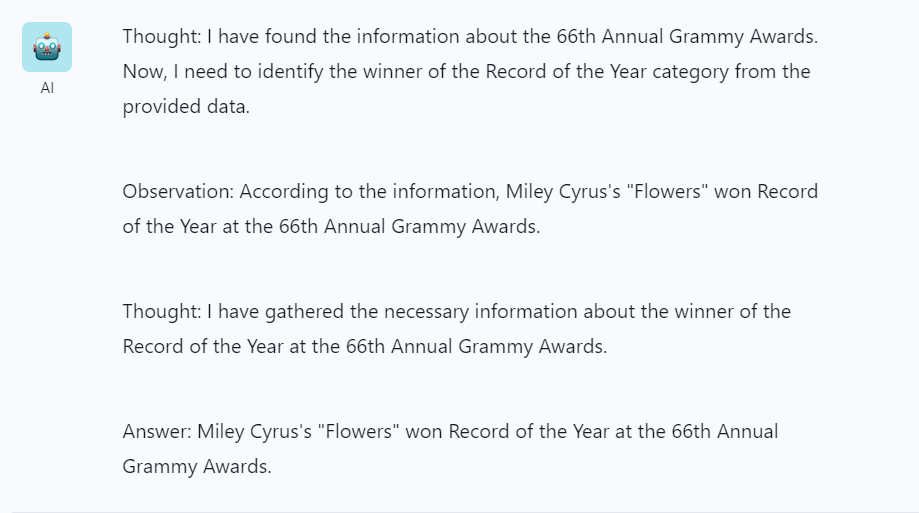 AI
Thought: I have found the information about the 66th Annual Grammy Awards.
Now, I need to identify the winner of the Record of the Year category from the
provided data.
Observation: According to the information, Miley Cyrus's "Flowers" won Record
of the Year at the 66th Annual Grammy Awards.
Thought: I have gathered the necessary information about the winner of the
Record of the Year at the 66th Annual Grammy Awards.
Answer: Miley Cyrus's "Flowers" won Record of the Year at the 66th Annual
Grammy Awards.